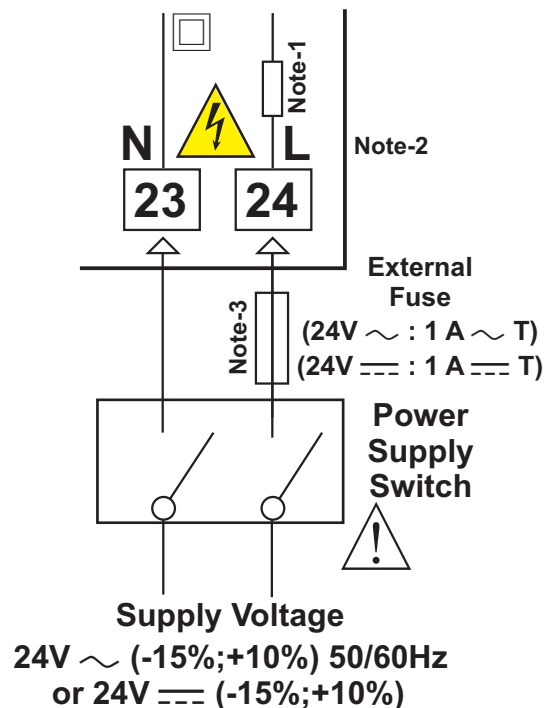 Note-1
N
L
Note-2
23
24
External
Fuse
Note-3
(24V ~ : 1 A ~ T)
(24V ⎓ : 1 A ⎓ T)
Power
Supply
Switch
!
Supply Voltage
24V ~ (-15%;+10%) 50/60Hz
or 24V ⎓ (-15%;+10%)